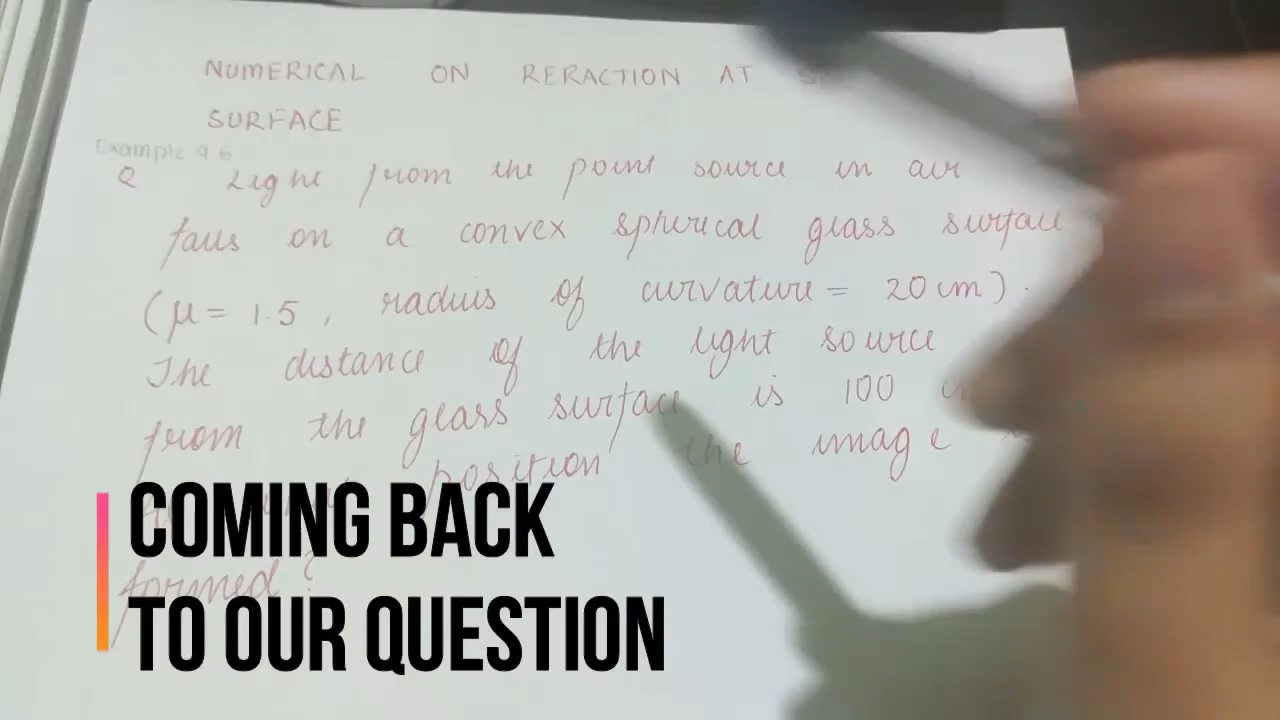 NUMERICAL ON RERACTION AT
SURFACE
Example 9.6
Q Light from the point source in air
falls on a convex spherical glass surface
(μ = 1.5, radius of curvature = 20 cm).
The distance of the light source
from the glass surface is 100
position the image
formed?
COMING BACK
TO OUR QUESTION